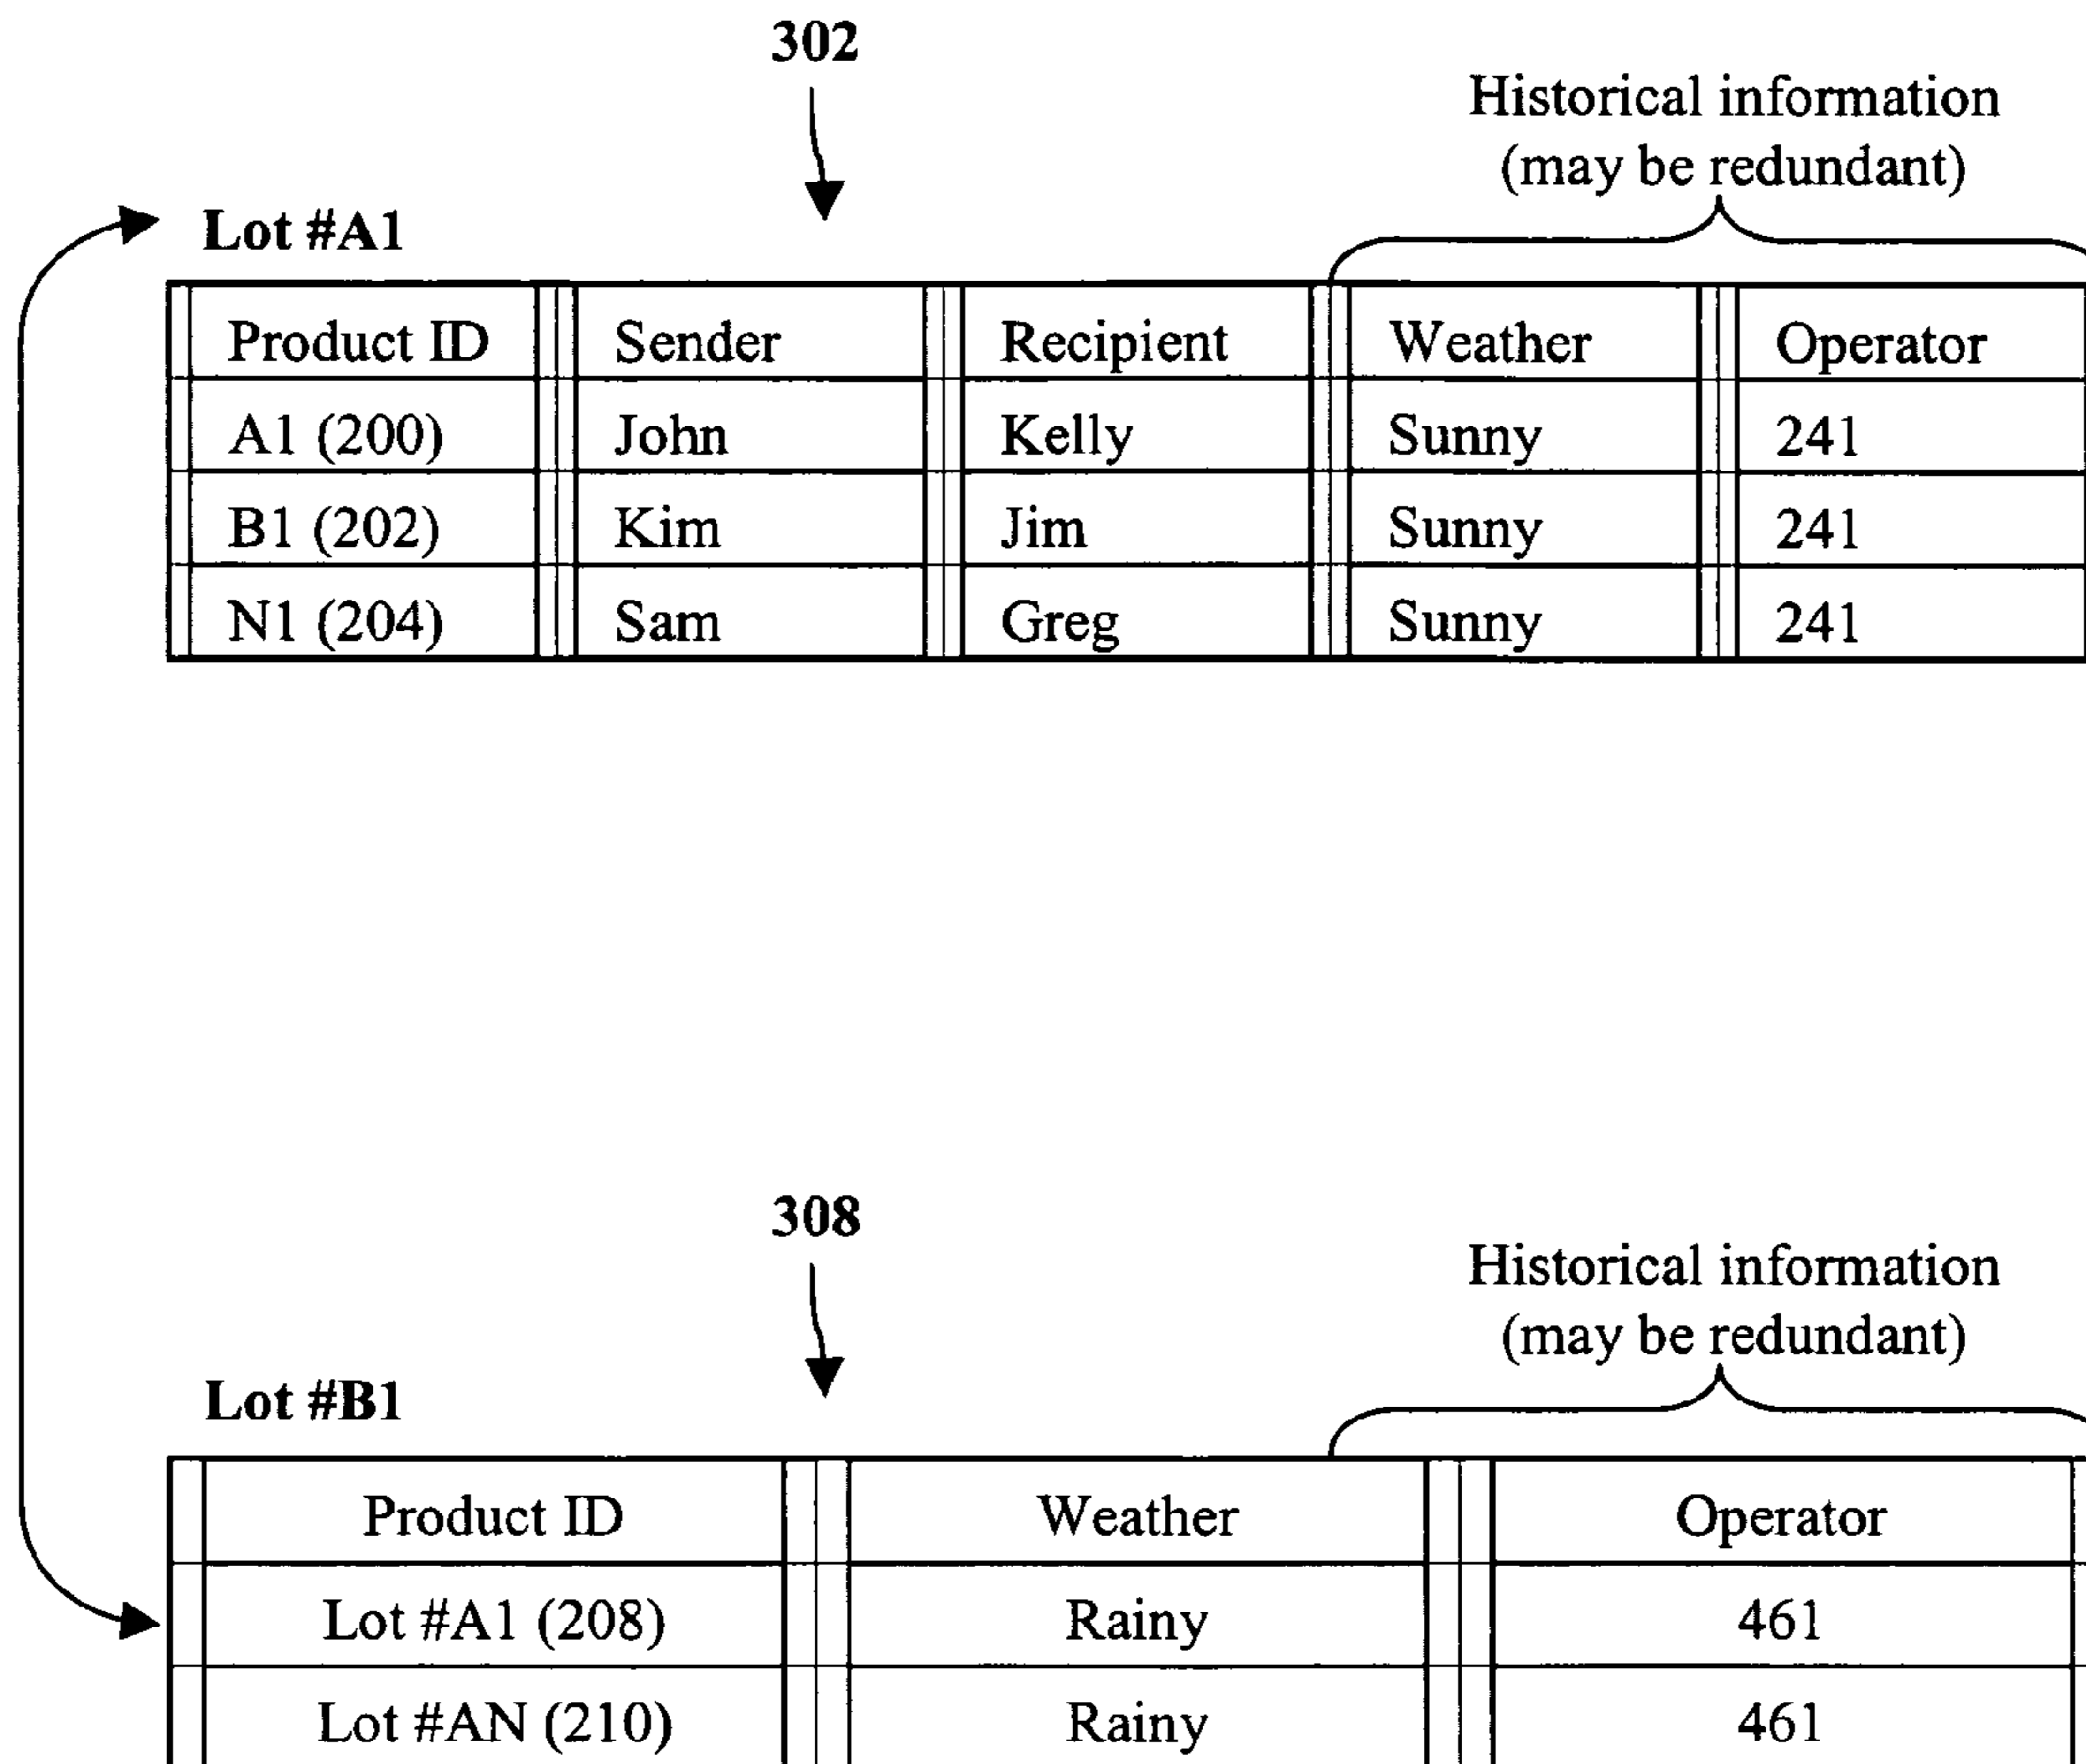 302
Historical information
(may be redundant)
Lot #A1
Product ID Sender Recipient Weather Operator
A1 (200) John Kelly Sunny 241
B1 (202) Kim Jim Sunny 241
N1 (204) Sam Greg Sunny 241
308
Historical information
(may be redundant)
Lot #B1
Product ID Weather Operator
Lot #A1 (208) Rainy 461
Lot #AN (210) Rainy 461